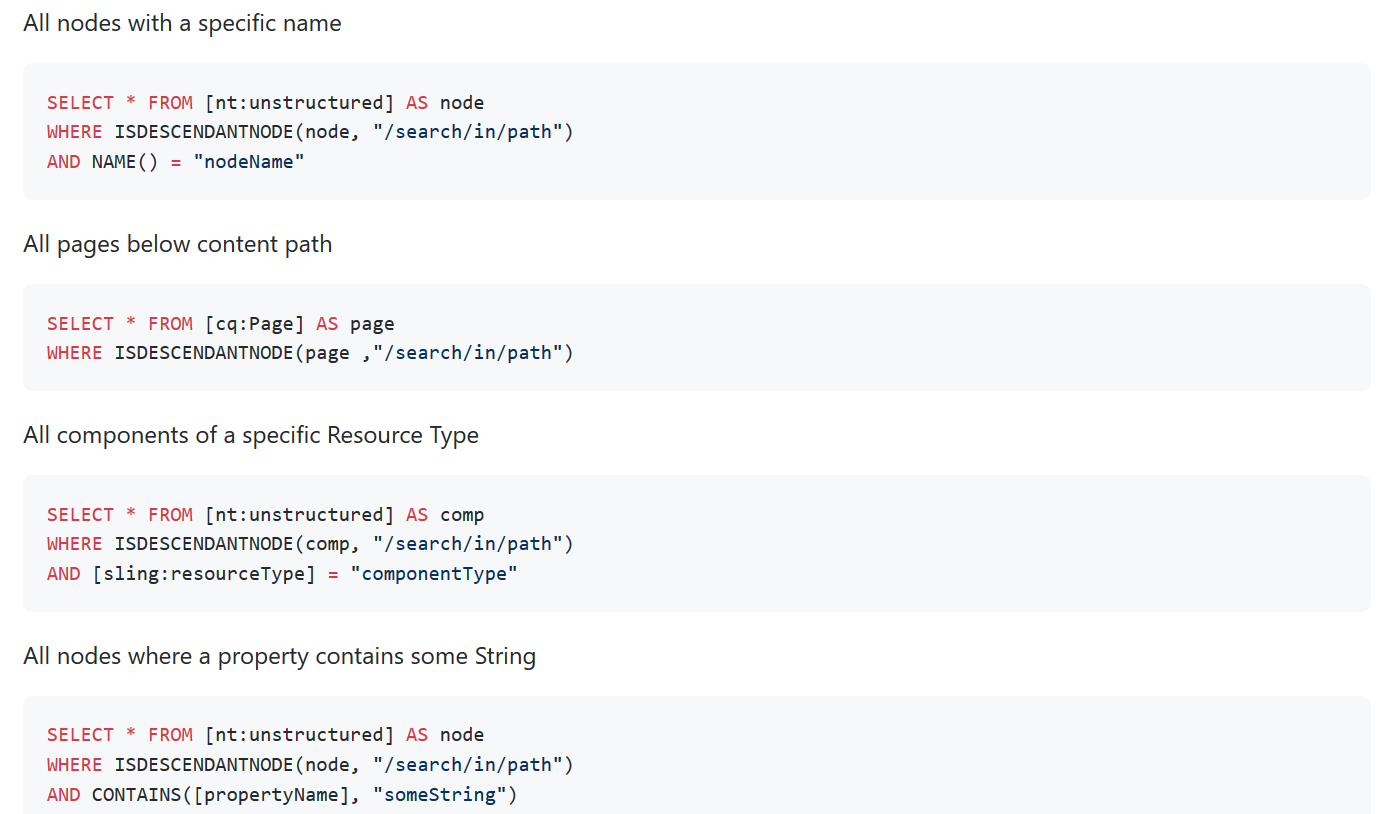 All nodes with a specific name
SELECT * FROM [nt:unstructured] AS node
WHERE ISDESCENDANTNODE(node, "/search/in/path")
AND NAME() = "nodeName"
All pages below content path
SELECT * FROM [cq:Page] AS page
WHERE ISDESCENDANTNODE(page ,"/search/in/path")
All components of a specific Resource Type
SELECT * FROM [nt:unstructured] AS comp
WHERE ISDESCENDANTNODE(comp, "/search/in/path")
AND [sling:resourceType] = "componentType"
All nodes where a property contains some String
SELECT * FROM [nt:unstructured] AS node
WHERE ISDESCENDANTNODE(node, "/search/in/path")
AND CONTAINS([propertyName], "someString")